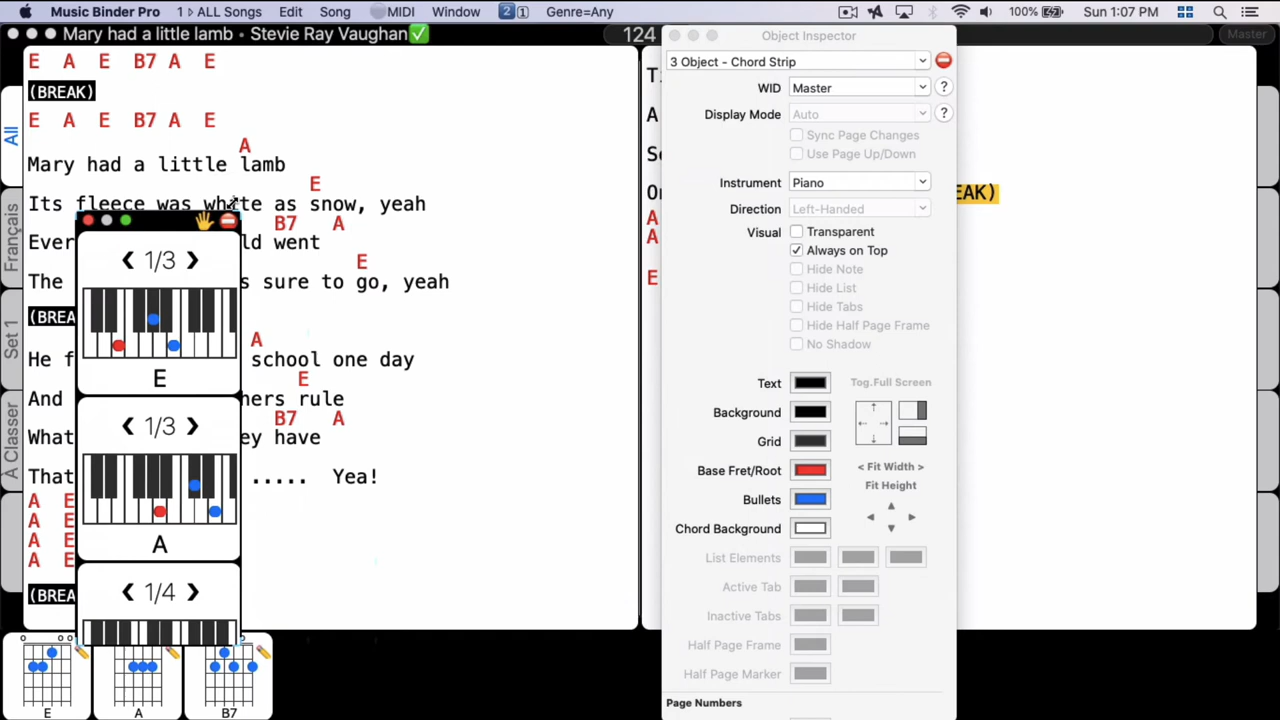 Music Binder Pro 1 ALL Songs Edit Song MIDI Window 2 1 Genre=Any 100% Sun 1:07 PM
Mary had a little lamb • Stevie Ray Vaughan 124 Object Inspector Master
E A E B7 A E
(BREAK)
E A E B7 A E
A
Mary had a little lamb
E
Its fleece was white as snow, yeah
B7 A
Ever ld went
E
The s sure to go, yeah
(BREA
A
He f school one day
E
And hers rule
B7 A
What ey have
That ..... Yea!
A E
A E
A E
A E
(BREA
All
Français
Set 1
À Classer
1/3
E
1/3
A
1/4
E
A
B7
3 Object - Chord Strip
WID Master ?
Display Mode Auto ?
Sync Page Changes
Use Page Up/Down
Instrument Piano
Direction Left-Handed
Visual Transparent
Always on Top
Hide Note
Hide List
Hide Tabs
Hide Half Page Frame
No Shadow
Text Tog.Full Screen
Background
Grid
Base Fret/Root < Fit Width >
Bullets Fit Height
Chord Background
List Elements
Active Tab
Inactive Tabs
Half Page Frame
Half Page Marker
Page Numbers
T
A
S
O EAK)
A
A
E